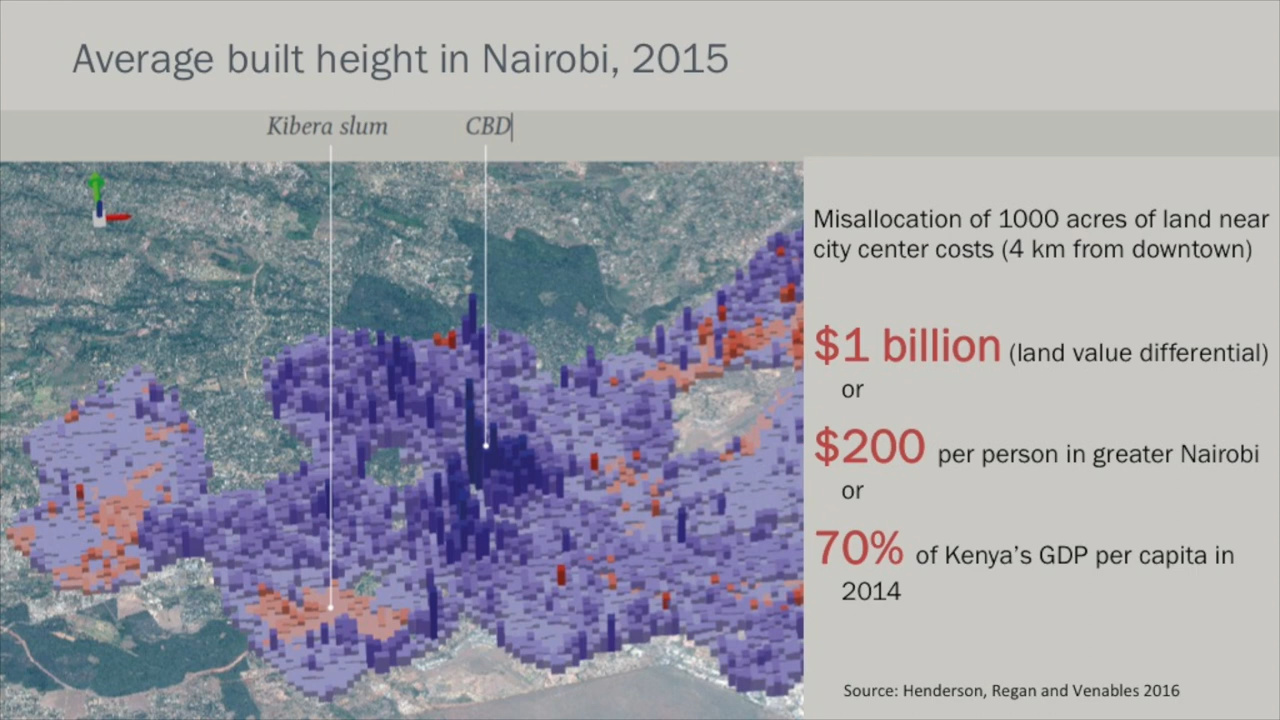 Average built height in Nairobi, 2015
Kibera slum
CBD
Misallocation of 1000 acres of land near
city center costs (4 km from downtown)
$1 billion (land value differential)
or
$200 per person in greater Nairobi
or
70% of Kenya’s GDP per capita in
2014
Source: Henderson, Regan and Venables 2016